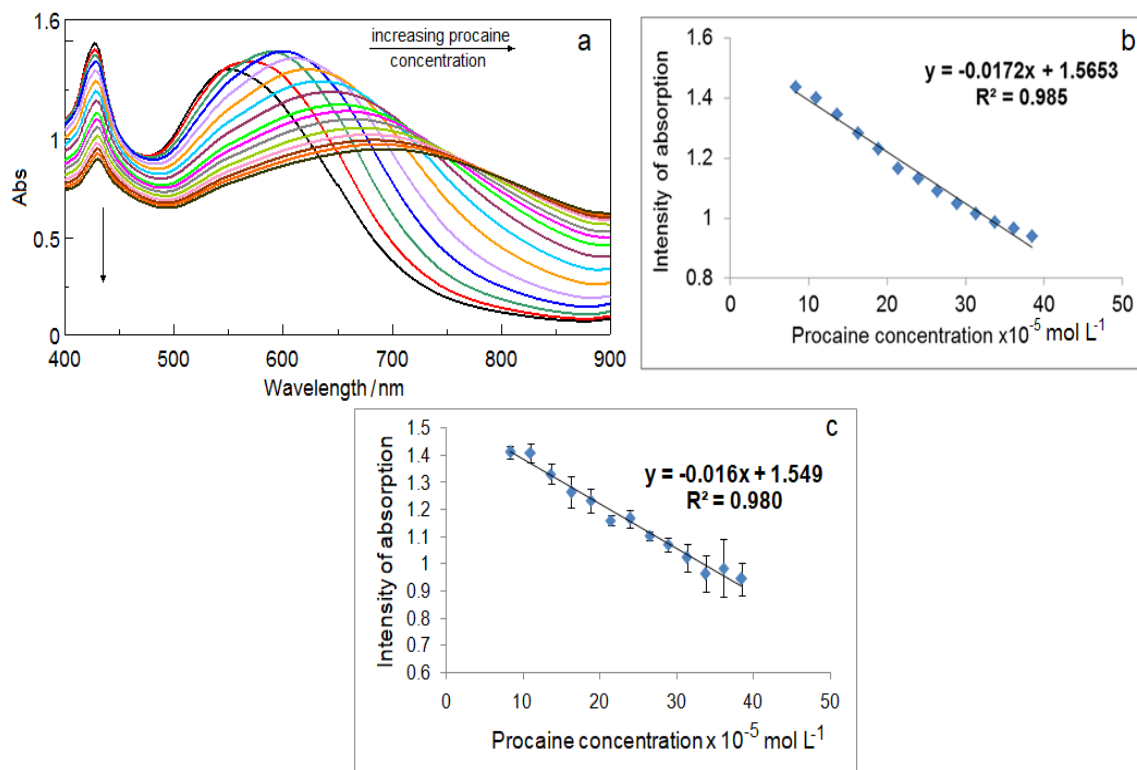 a
increasing procaine
concentration
1.6
1
0.5
0
Abs
400
500
600
700
800
900
Wavelength / nm
b
y = -0.0172x + 1.5653
R² = 0.985
1.6
1.4
1.2
1
0.8
Intensity of absorption
0
10
20
30
40
50
Procaine concentration x10⁻⁵ mol L⁻¹
c
y = -0.016x + 1.549
R² = 0.980
1.5
1.4
1.3
1.2
1.1
1
0.9
0.8
0.7
0.6
Intensity of absorption
0
10
20
30
40
50
Procaine concentration x 10⁻⁵ mol L⁻¹